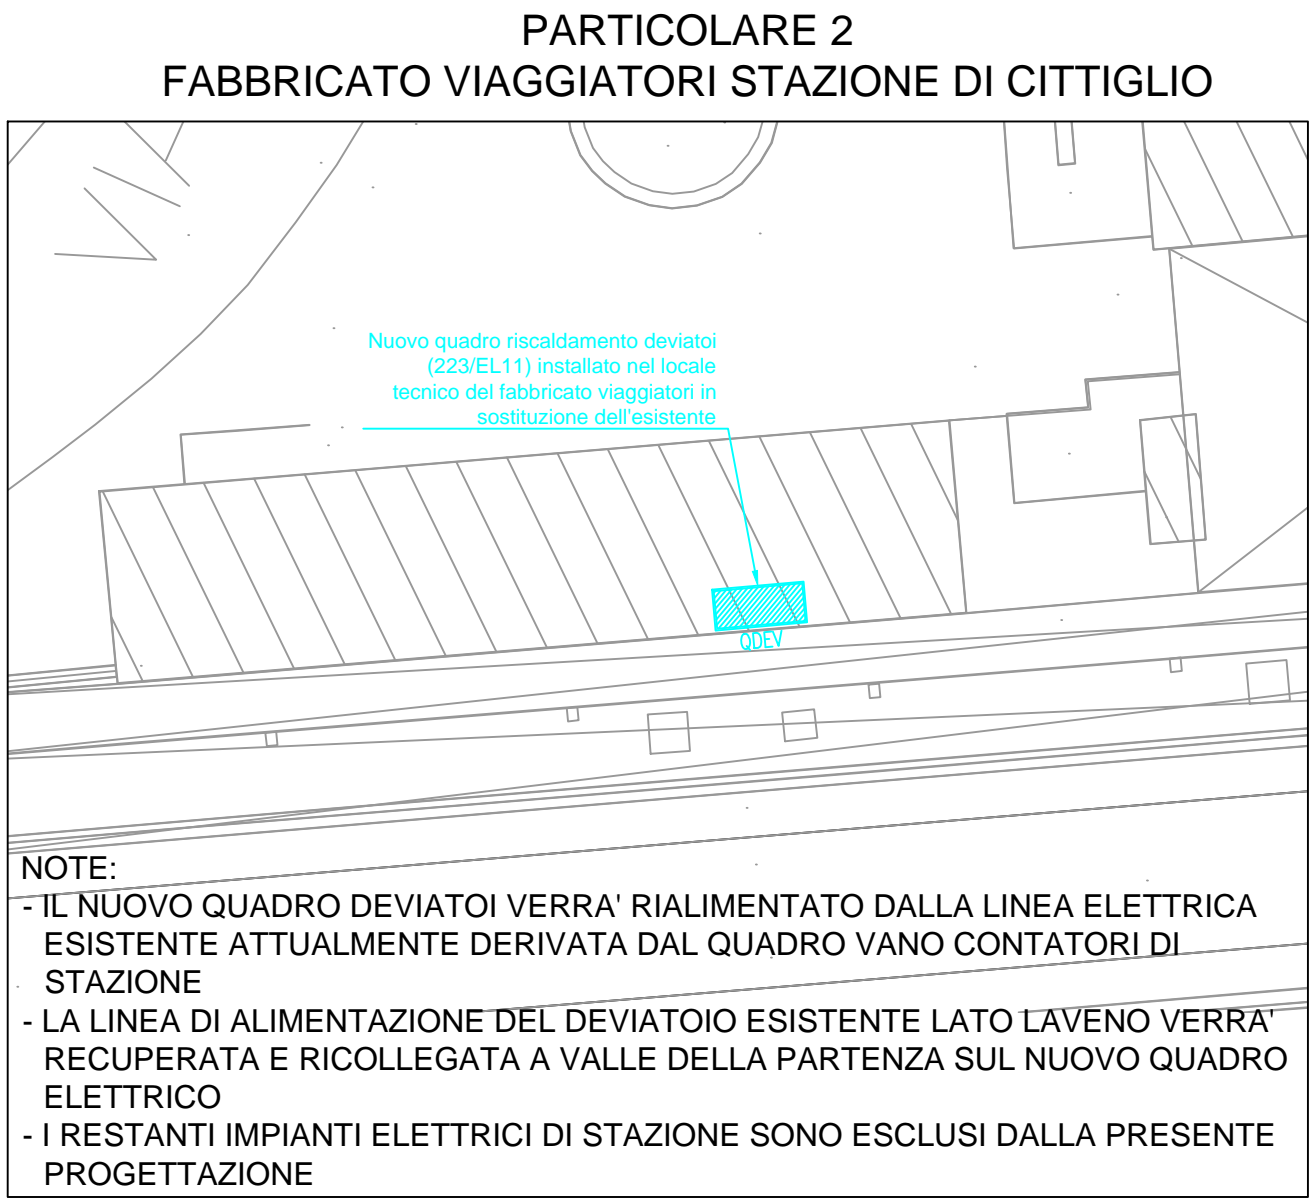 PARTICOLARE 2
FABBRICATO VIAGGIATORI STAZIONE DI CITTIGLIO
Nuovo quadro riscaldamento deviatoi
(223/EL11) installato nel locale
tecnico del fabbricato viaggiatori in
sostituzione dell'esistente
QDEV
NOTE:
- IL NUOVO QUADRO DEVIATOI VERRA' RIALIMENTATO DALLA LINEA ELETTRICA
ESISTENTE ATTUALMENTE DERIVATA DAL QUADRO VANO CONTATORI DI
STAZIONE
- LA LINEA DI ALIMENTAZIONE DEL DEVIATOIO ESISTENTE LATO LAVENO VERRA'
RECUPERATA E RICOLLEGATA A VALLE DELLA PARTENZA SUL NUOVO QUADRO
ELETTRICO
- I RESTANTI IMPIANTI ELETTRICI DI STAZIONE SONO ESCLUSI DALLA PRESENTE
PROGETTAZIONE